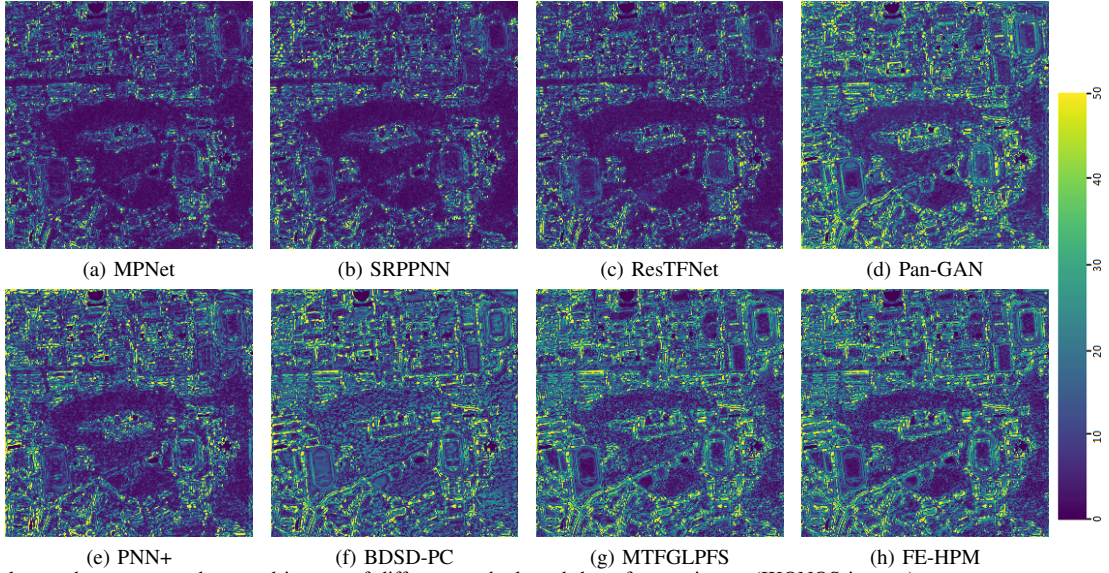 (a) MPNet
(b) SRPPNN
(c) ResTFNet
(d) Pan-GAN
50
40
30
20
10
0
(e) PNN+
(f) BDSD-PC
(g) MTFGLPFS
(h) FE-HPM